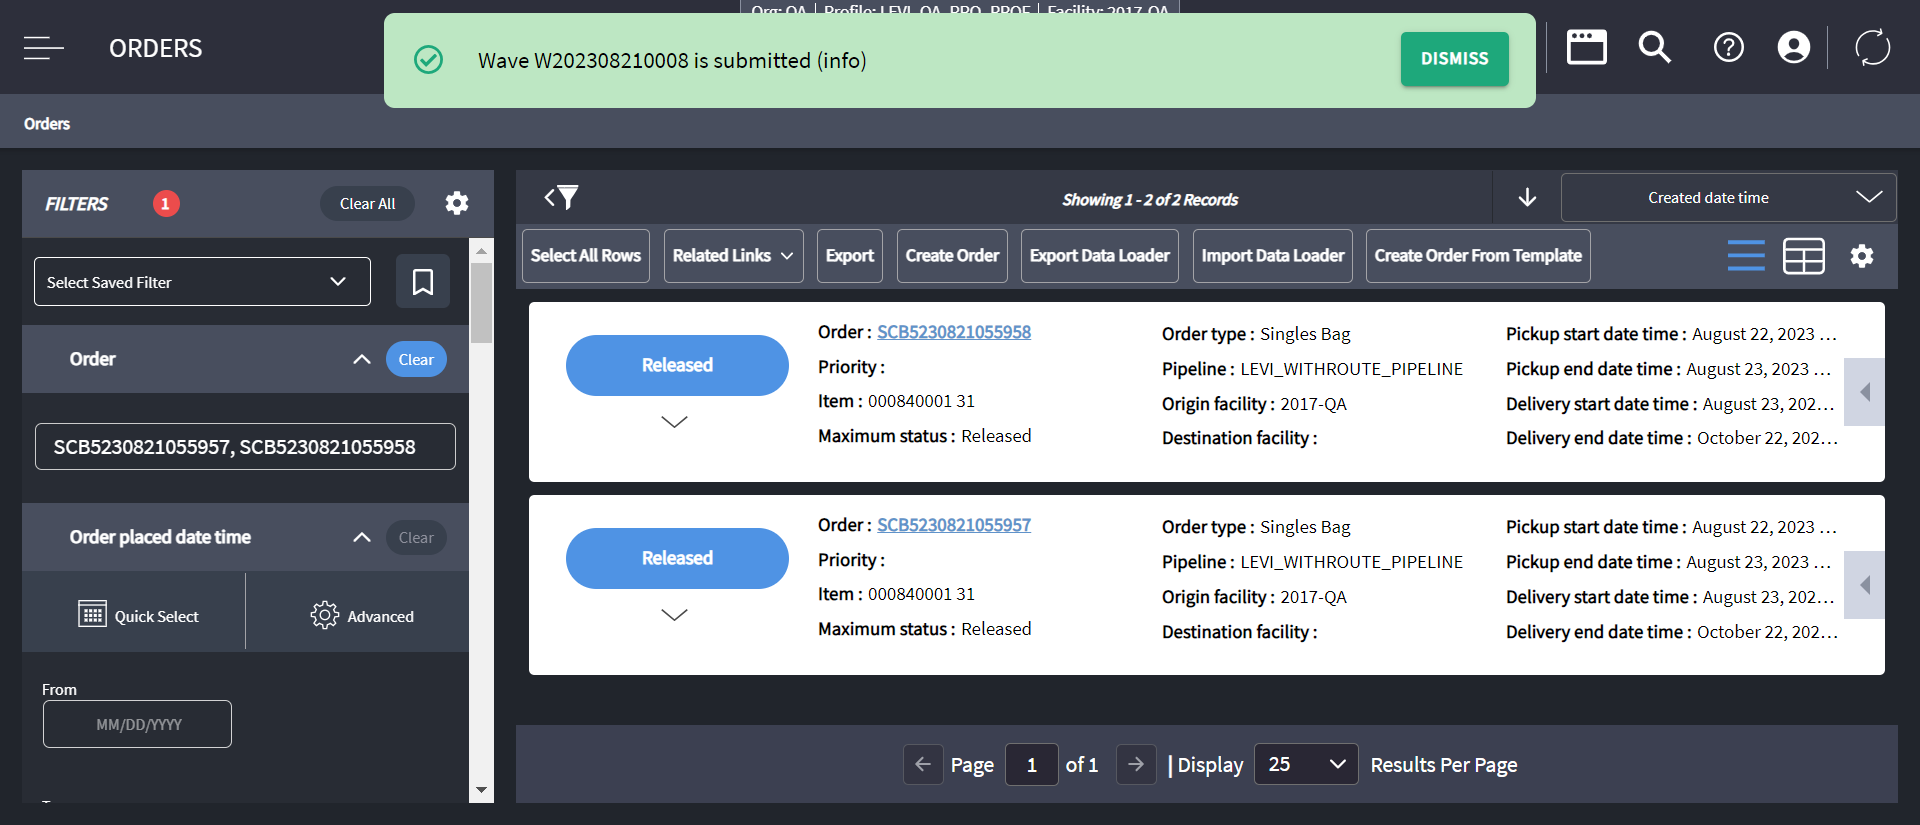 Org: QA | Profile: LEVI_QA_PRO_PROF | Facility: 2017-QA
ORDERS
Wave W202308210008 is submitted (info)
DISMISS
Orders
FILTERS
1
Clear All
Select Saved Filter
Order
Clear
SCB5230821055957, SCB5230821055958
Order placed date time
Clear
Quick Select
Advanced
From
MM/DD/YYYY
Showing 1 - 2 of 2 Records
Created date time
Select All Rows
Related Links
Export
Create Order
Export Data Loader
Import Data Loader
Create Order From Template
Released
Order : SCB5230821055958
Priority :
Item : 000840001 31
Maximum status : Released
Order type : Singles Bag
Pipeline : LEVI_WITHROUTE_PIPELINE
Origin facility : 2017-QA
Destination facility :
Pickup start date time : August 22, 2023 ...
Pickup end date time : August 23, 2023 ...
Delivery start date time : August 23, 202...
Delivery end date time : October 22, 202...
Released
Order : SCB5230821055957
Priority :
Item : 000840001 31
Maximum status : Released
Order type : Singles Bag
Pipeline : LEVI_WITHROUTE_PIPELINE
Origin facility : 2017-QA
Destination facility :
Pickup start date time : August 22, 2023 ...
Pickup end date time : August 23, 2023 ...
Delivery start date time : August 23, 202...
Delivery end date time : October 22, 202...
Page 1 of 1 | Display 25 Results Per Page